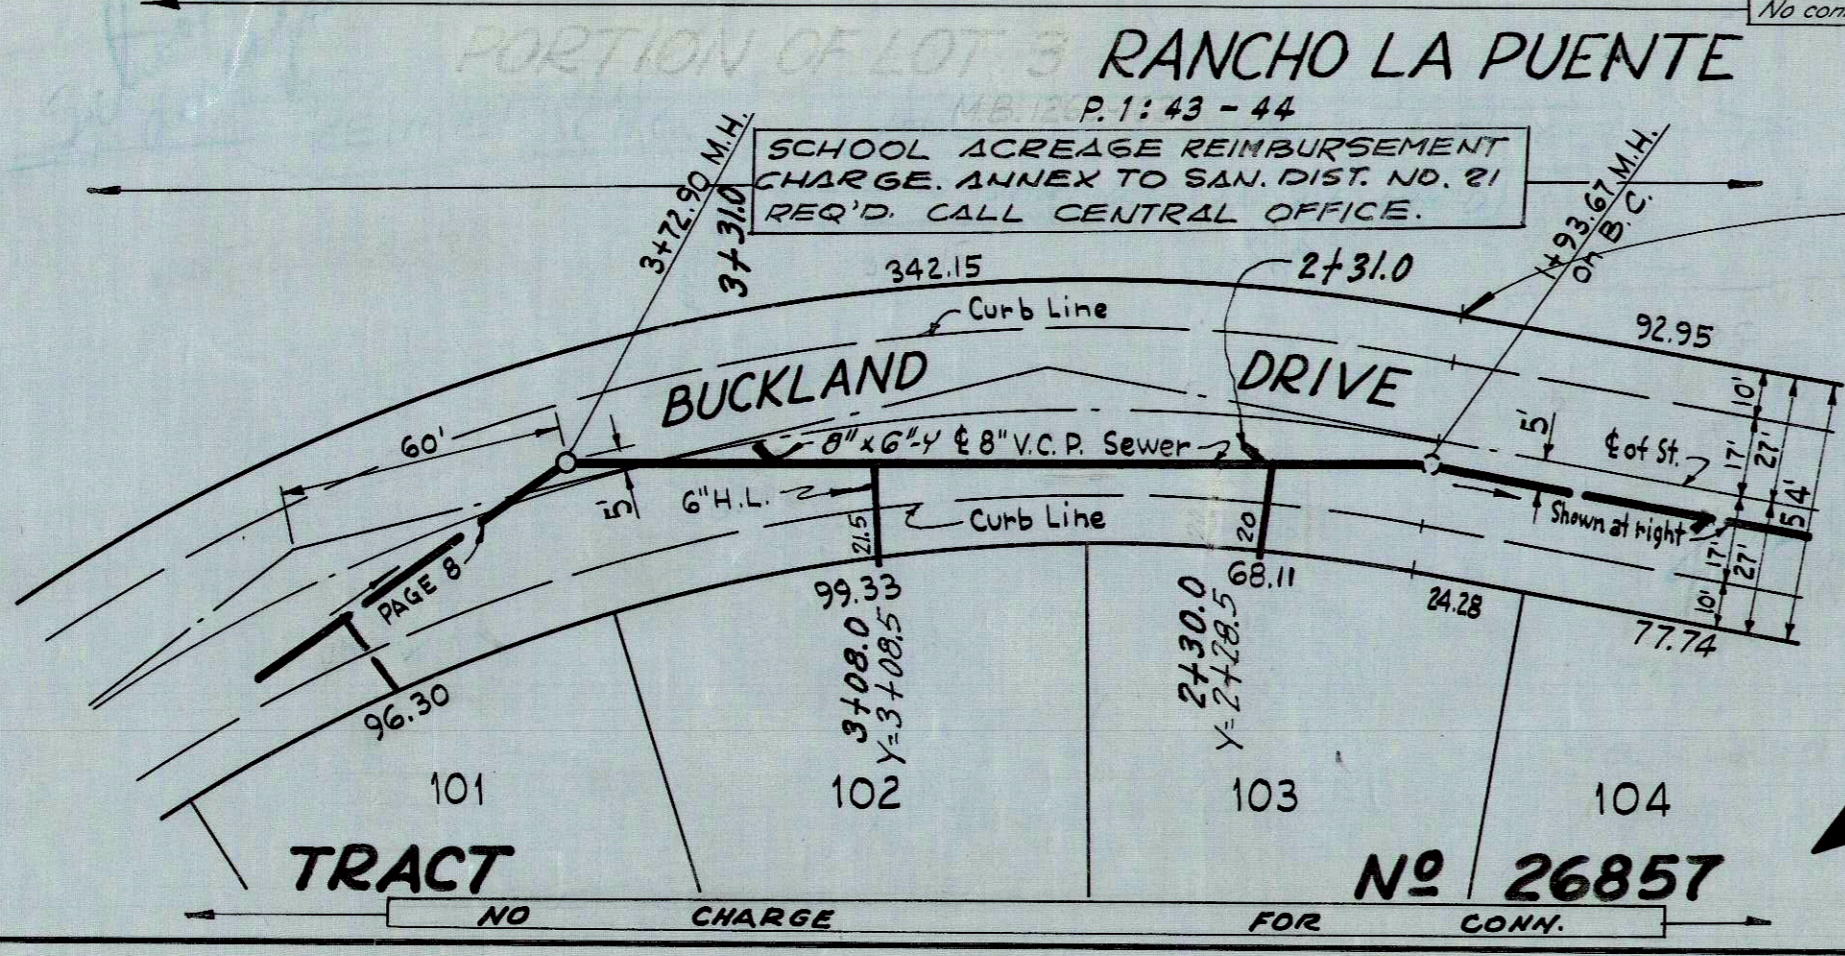 No con
PORTION OF LOT 3
RANCHO LA PUENTE
M.B. 12
P. 1 : 43 - 44
SCHOOL ACREAGE REIMBURSEMENT
CHARGE. ANNEX TO SAN. DIST. NO. 21
REQ'D. CALL CENTRAL OFFICE.
3+72.90 M.H.
3+31.0
1+93.67 M.H.
on B.C.
342.15
2+31.0
Curb Line
92.95
BUCKLAND DRIVE
60'
8" x 6"-Y ℄ 8" V.C.P. Sewer
5'
5'
℄ of St.
10'
17'
27'
54'
17'
27'
10'
6" H.L.
21.5
Curb Line
20
Shown at right
PAGE 8
99.33
68.11
24.28
77.74
96.30
3+08.0
Y=3+08.5
2+30.0
Y=2+28.5
101
102
103
104
TRACT Nº 26857
NO CHARGE FOR CONN.